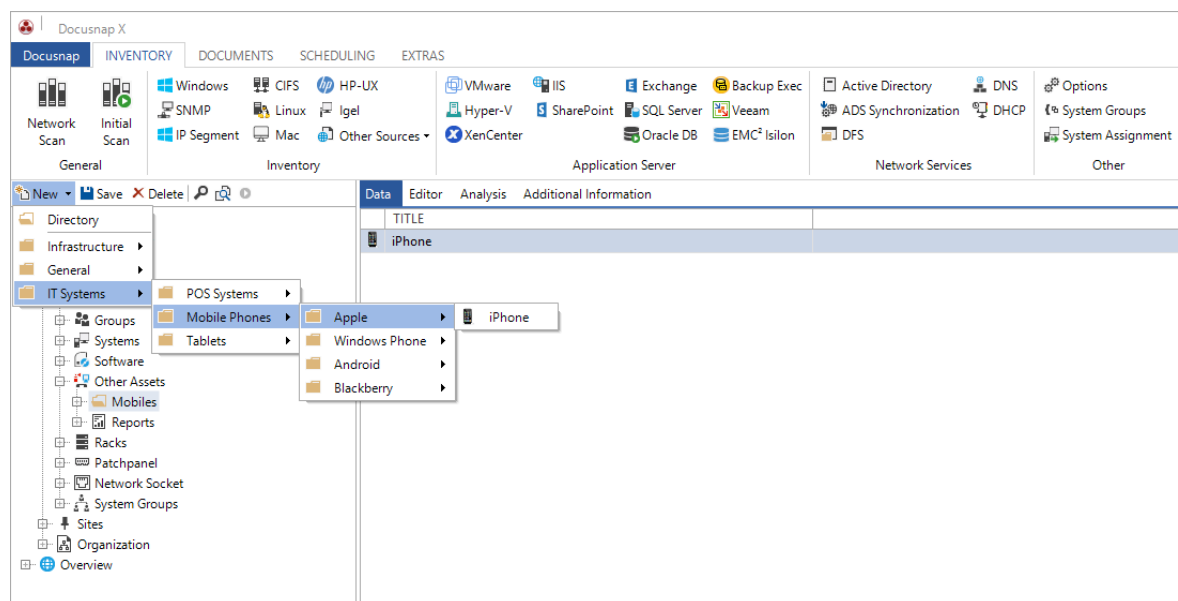 Docusnap X
Docusnap INVENTORY DOCUMENTS SCHEDULING EXTRAS
Windows CIFS HP-UX VMware IIS Exchange Backup Exec Active Directory DNS Options
SNMP Linux Igel Hyper-V SharePoint SQL Server Veeam ADS Synchronization DHCP System Groups
Network Scan Initial Scan IP Segment Mac Other Sources XenCenter Oracle DB EMC² Isilon DFS System Assignment
General Inventory Application Server Network Services Other
New Save Delete Data Editor Analysis Additional Information
Directory TITLE
Infrastructure iPhone
General
IT Systems POS Systems
Groups Mobile Phones Apple iPhone
Systems Tablets Windows Phone
Software Android
Other Assets Blackberry
Mobiles
Reports
Racks
Patchpanel
Network Socket
System Groups
Sites
Organization
Overview